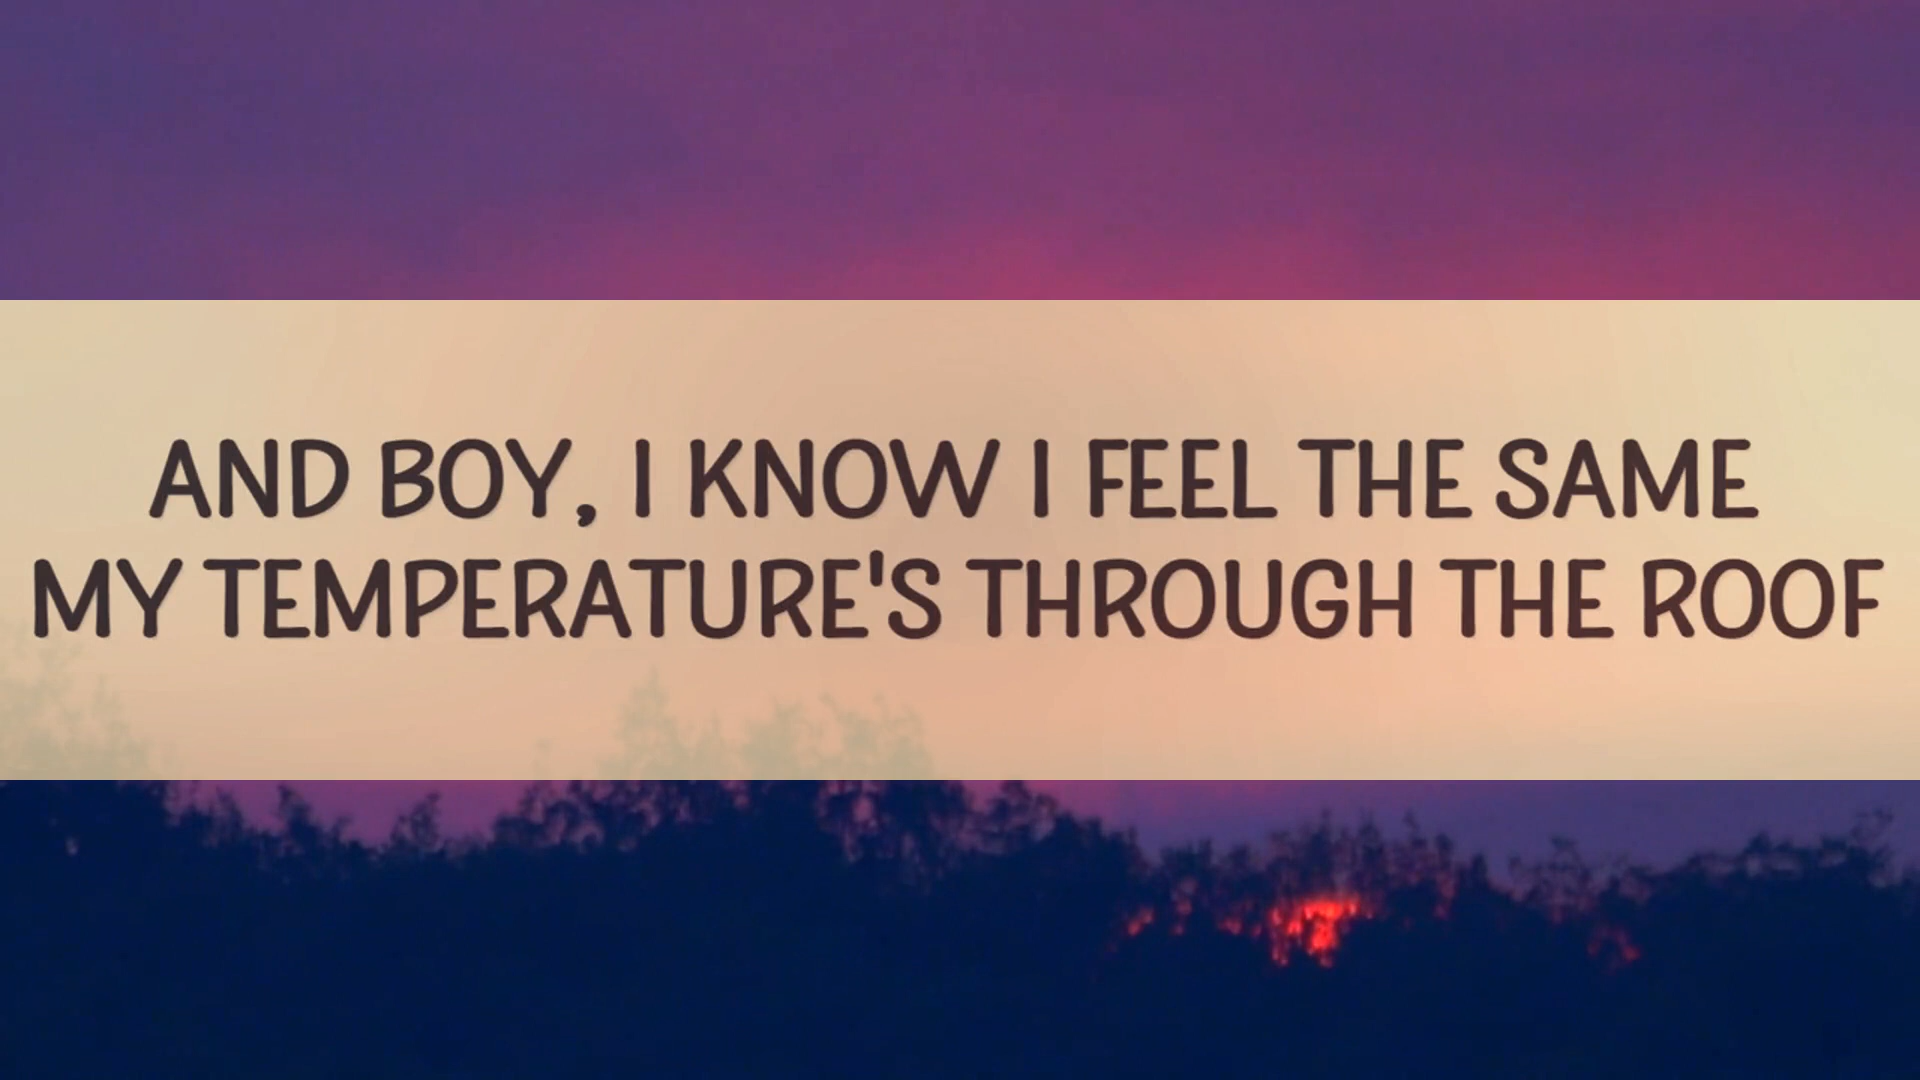 AND BOY, I KNOW I FEEL THE SAME
MY TEMPERATURE'S THROUGH THE ROOF